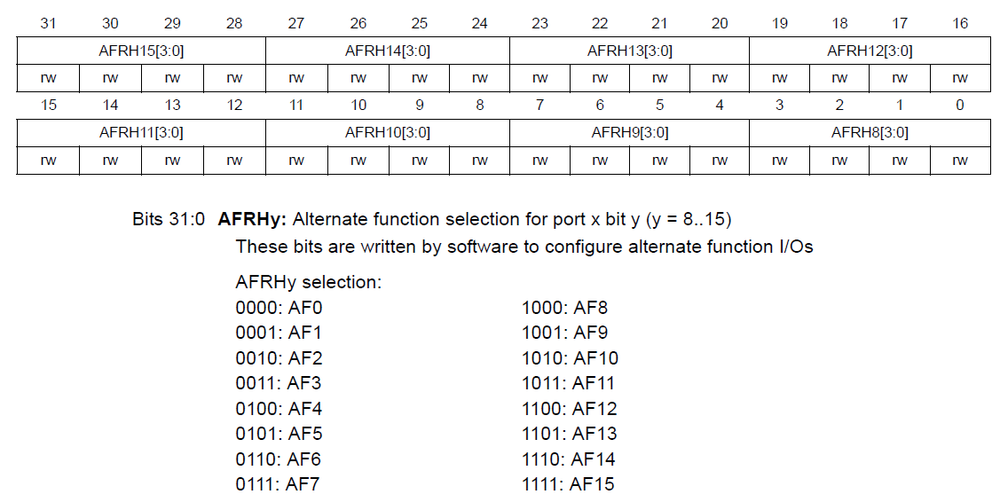 31 30 29 28 27 26 25 24 23 22 21 20 19 18 17 16
AFRH15[3:0] AFRH14[3:0] AFRH13[3:0] AFRH12[3:0]
rw rw rw rw rw rw rw rw rw rw rw rw rw rw rw rw
15 14 13 12 11 10 9 8 7 6 5 4 3 2 1 0
AFRH11[3:0] AFRH10[3:0] AFRH9[3:0] AFRH8[3:0]
rw rw rw rw rw rw rw rw rw rw rw rw rw rw rw rw
Bits 31:0 AFRHy: Alternate function selection for port x bit y (y = 8..15)
These bits are written by software to configure alternate function I/Os
AFRHy selection:
0000: AF0 1000: AF8
0001: AF1 1001: AF9
0010: AF2 1010: AF10
0011: AF3 1011: AF11
0100: AF4 1100: AF12
0101: AF5 1101: AF13
0110: AF6 1110: AF14
0111: AF7 1111: AF15